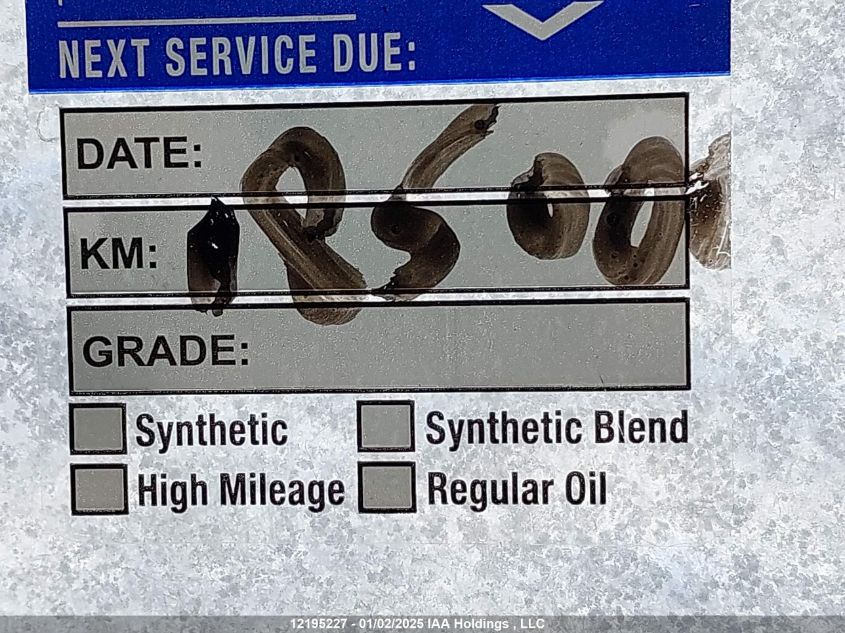 NEXT SERVICE DUE:
DATE:
KM: 185000
GRADE:
Synthetic
Synthetic Blend
High Mileage
Regular Oil
12195227 - 01/02/2025 IAA Holdings , LLC